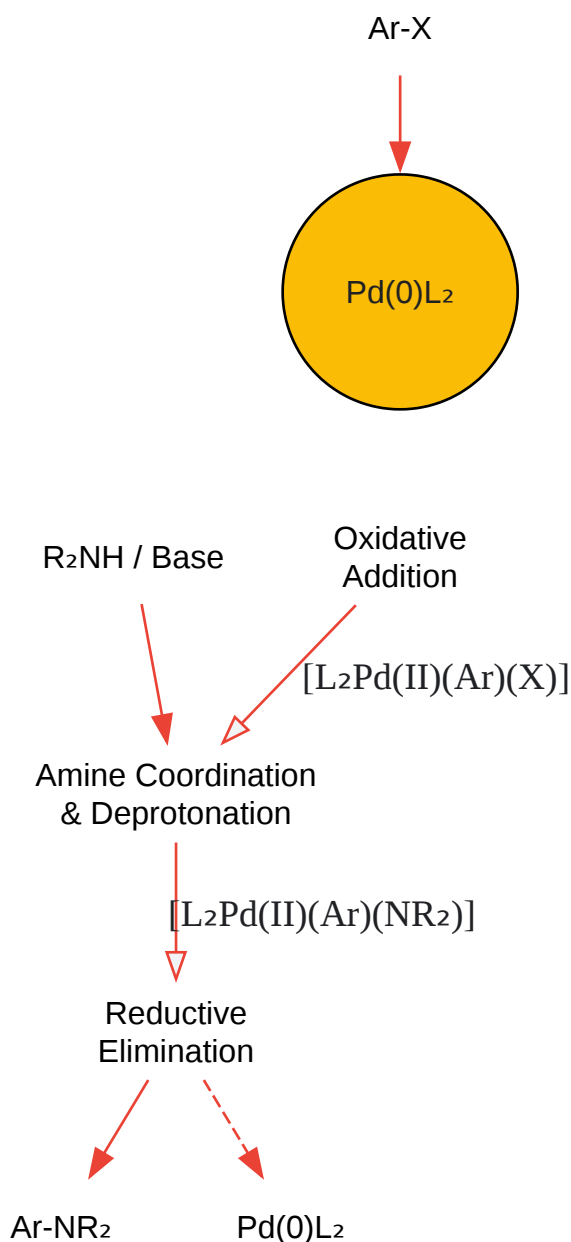 Ar-X
Pd(0)L₂
R₂NH / Base
Oxidative
Addition
[L₂Pd(II)(Ar)(X)]
Amine Coordination
& Deprotonation
[L₂Pd(II)(Ar)(NR₂)]
Reductive
Elimination
Ar-NR₂
Pd(0)L₂